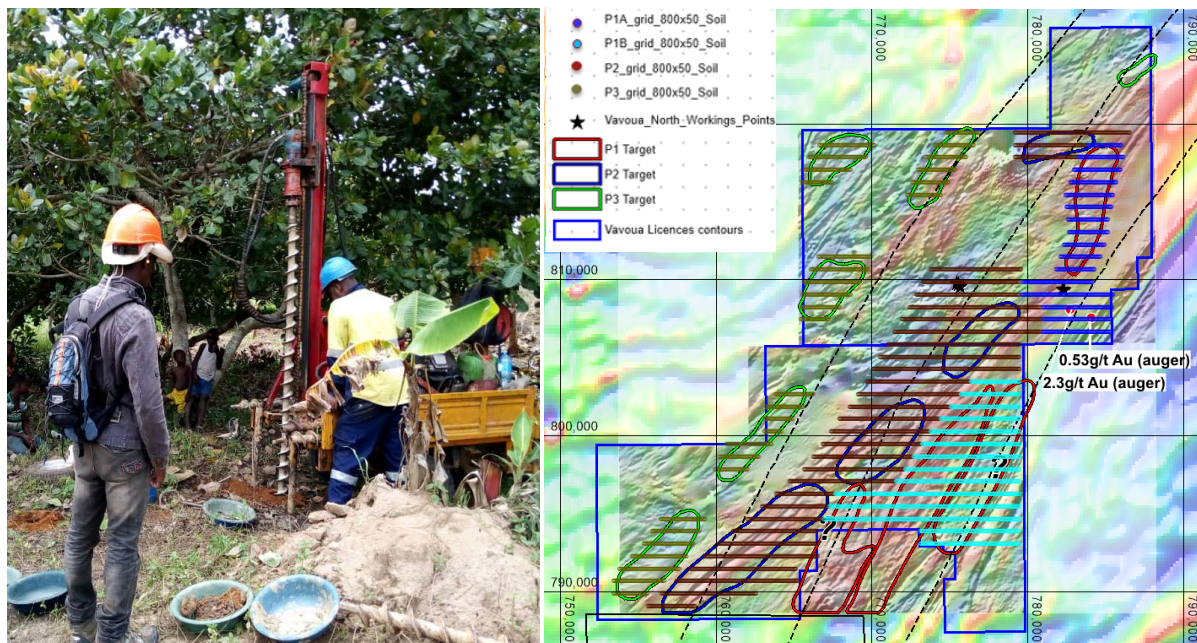 P1A_grid_800x50_Soil
P1B_grid_800x50_Soil
P2_grid_800x50_Soil
P3_grid_800x50_Soil
Vavoua_North_Workings_Points
P1 Target
P2 Target
P3 Target
Vavoua Licences contours
770,000
780,000
790,000
810,000
0.53g/t Au (auger)
2.3g/t Au (auger)
800,000
790,000
750,000
760,000
770,000
780,000